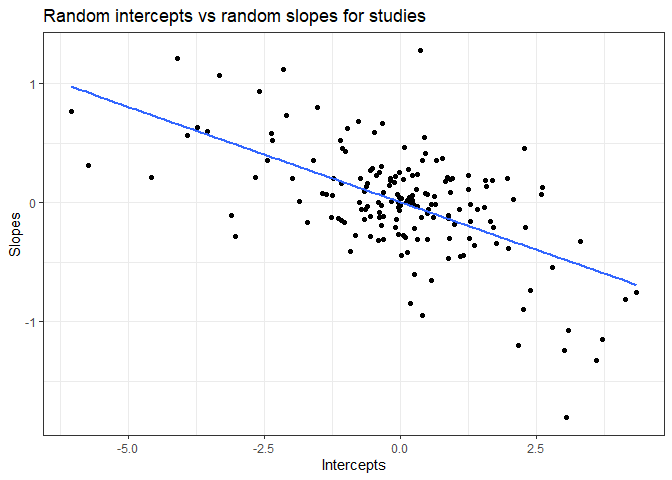 Random intercepts vs random slopes for studies
Slopes
1
0
-1
-5.0 -2.5 0.0 2.5
Intercepts